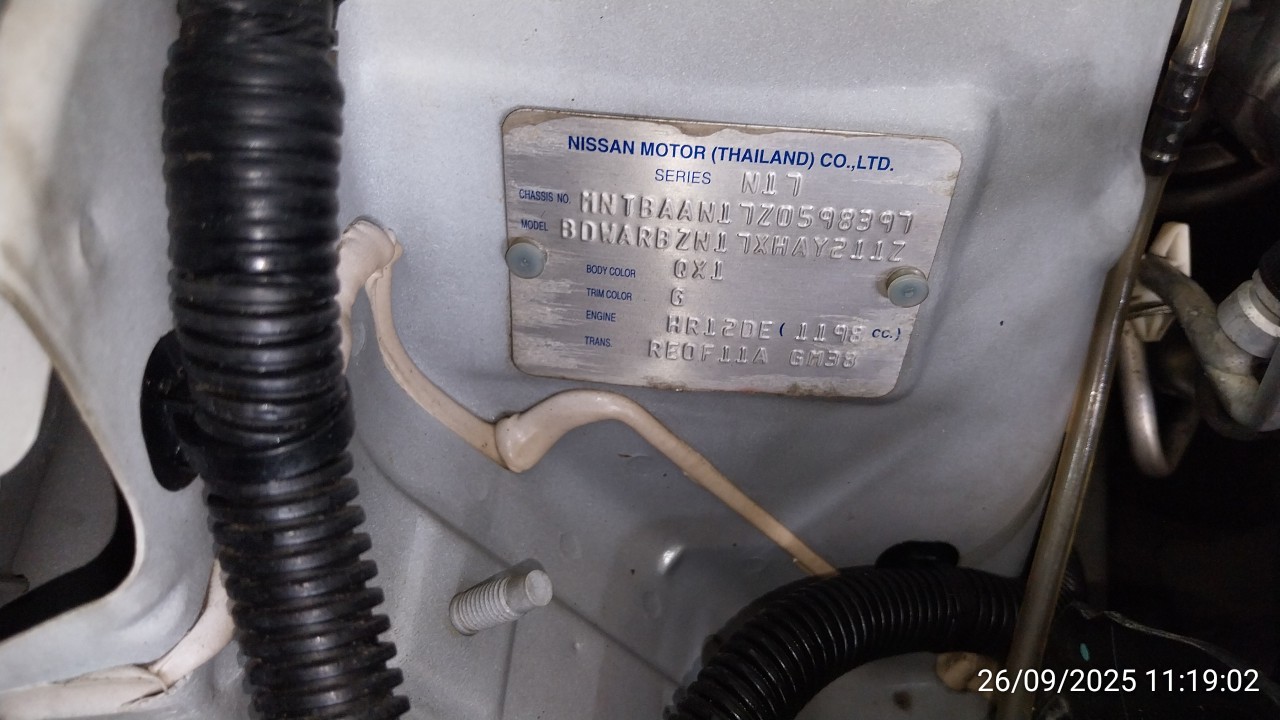 NISSAN MOTOR (THAILAND) CO.,LTD.
SERIES N17
CHASSIS NO. MNTBAAN17Z0598397
MODEL BDWARBZN17XHAY211Z
BODY COLOR QX1
TRIM COLOR G
ENGINE HR12DE ( 1198 cc.)
TRANS. RE0F11A GM38
26/09/2025 11:19:02